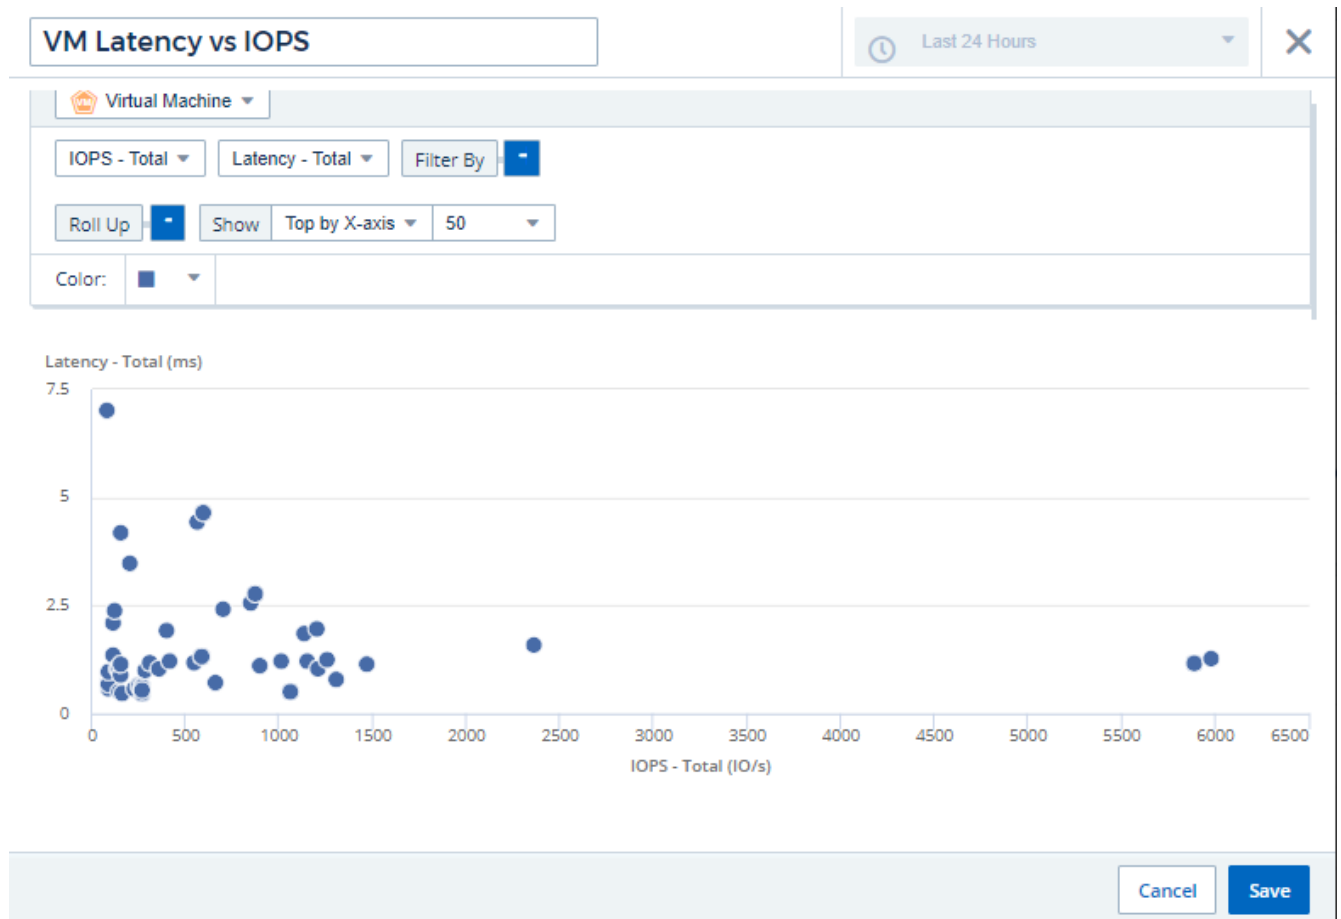 VM Latency vs IOPS
Last 24 Hours
VM Virtual Machine
IOPS - Total Latency - Total Filter By -
Roll Up - Show Top by X-axis 50
Color:
Latency - Total (ms)
7.5
5
2.5
0
0 500 1000 1500 2000 2500 3000 3500 4000 4500 5000 5500 6000 6500
IOPS - Total (IO/s)
Cancel Save